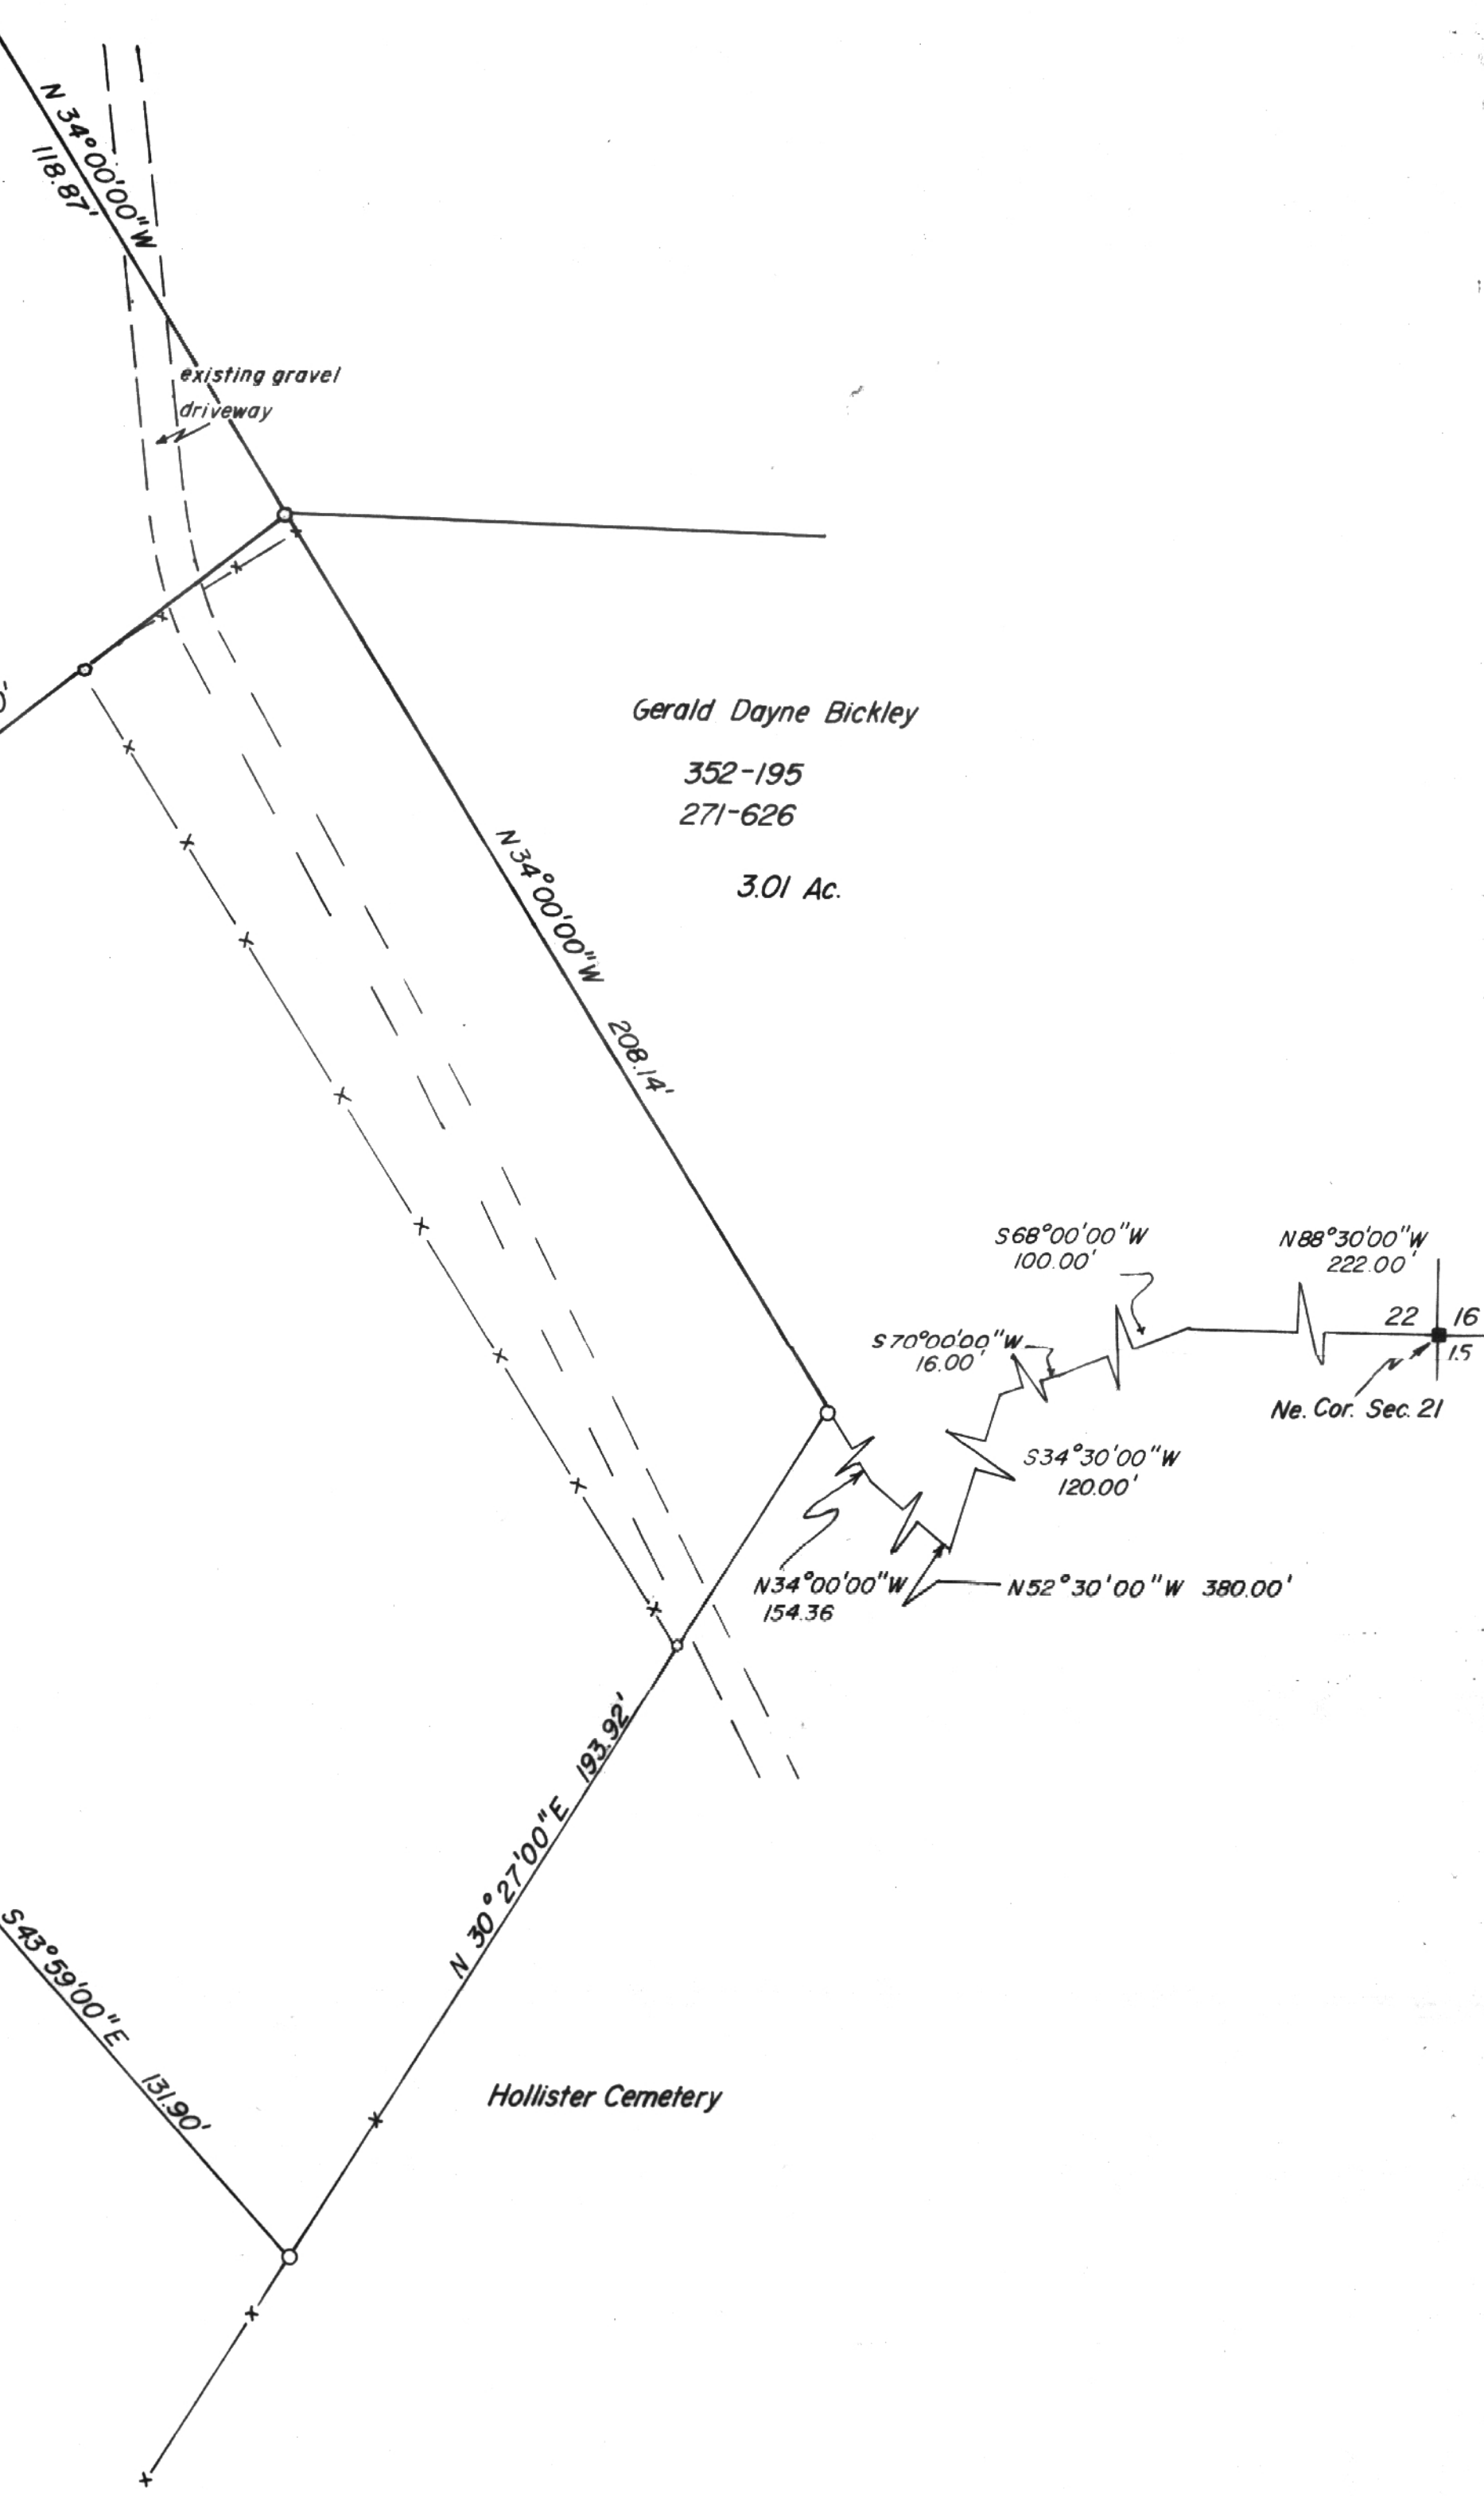 N 34°00'00"W
118.87'
existing gravel
driveway
Gerald Dayne Bickley
352-195
271-626
3.01 Ac.
N 34°00'00"W 208.14'
S68°00'00"W
100.00'
N88°30'00"W
222.00'
22 16
15
S70°00'00"W
16.00'
Ne. Cor. Sec. 21
S34°30'00"W
120.00'
N34°00'00"W
154.36
N52°30'00"W 380.00'
N 30°27'00"E 193.92'
S43°59'00"E 131.90'
Hollister Cemetery